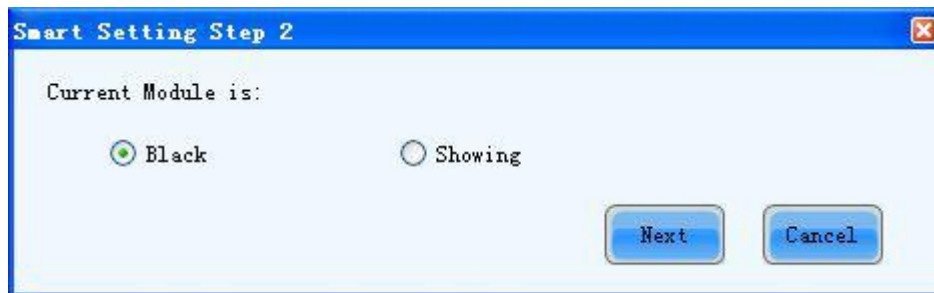 Smart Setting Step 2
Current Module is:
Black Showing
Next Cancel